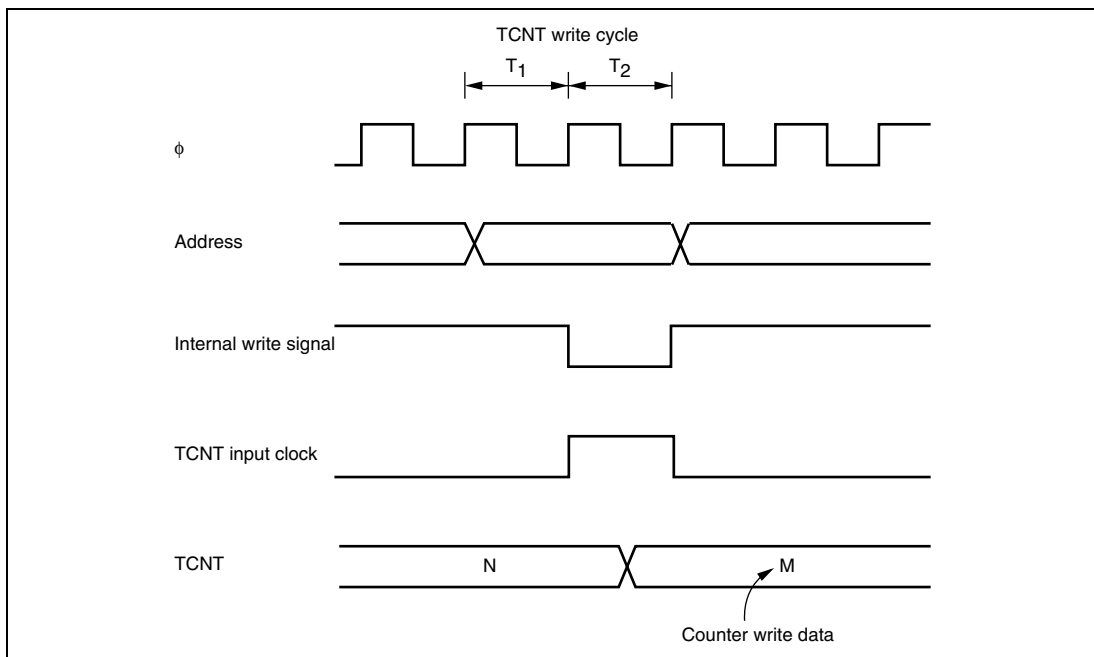 TCNT write cycle
T1 T2
ϕ
Address
Internal write signal
TCNT input clock
TCNT N M
Counter write data